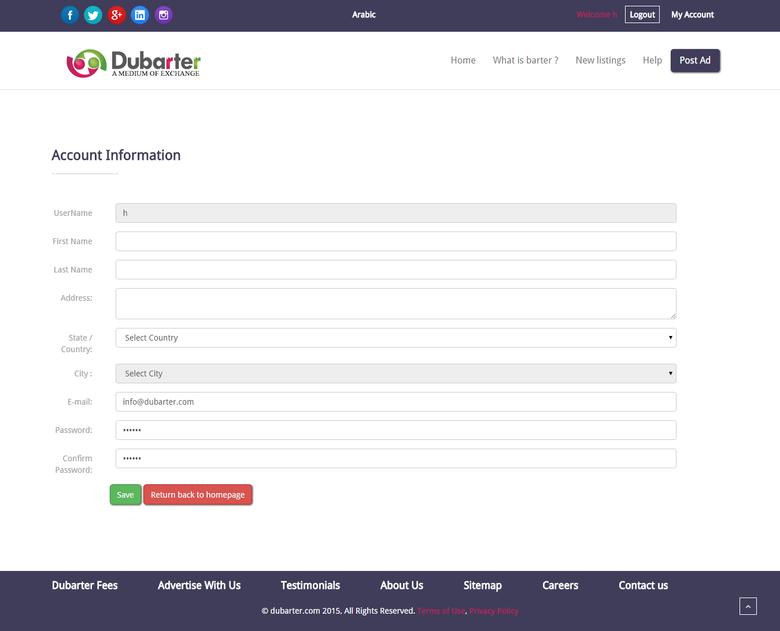 Arabic
Welcome h
Logout
My Account
Dubarter
A MEDIUM OF EXCHANGE
Home
What is barter ?
New listings
Help
Post Ad
Account Information
UserName
h
First Name
Last Name
Address:
State /
Country:
Select Country
City :
Select City
E-mail:
info@dubarter.com
Password:
••••••
Confirm
Password:
••••••
Save
Return back to homepage
Dubarter Fees
Advertise With Us
Testimonials
About Us
Sitemap
Careers
Contact us
© dubarter.com 2015, All Rights Reserved. Terms of Use, Privacy Policy